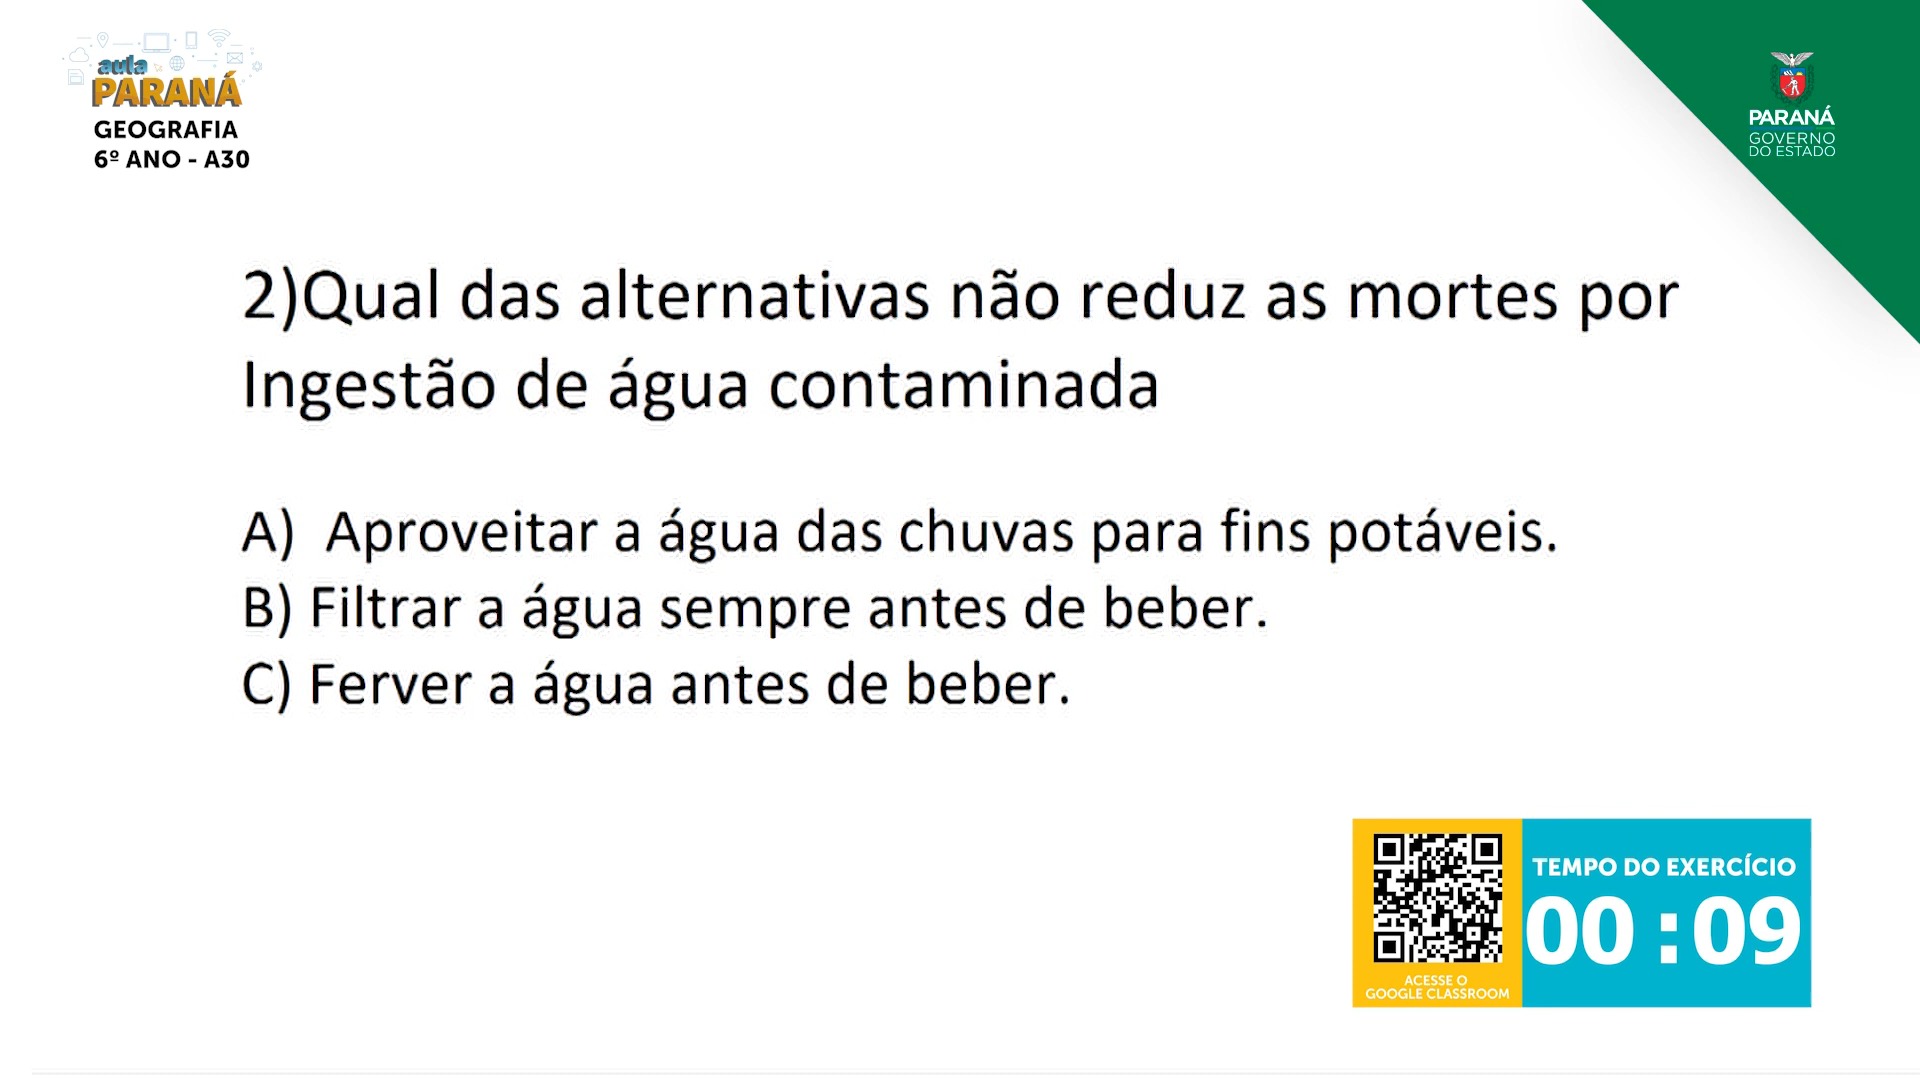 aula
PARANÁ
GEOGRAFIA
6º ANO - A30
PARANÁ
GOVERNO
DO ESTADO
2)Qual das alternativas não reduz as mortes por
Ingestão de água contaminada
A) Aproveitar a água das chuvas para fins potáveis.
B) Filtrar a água sempre antes de beber.
C) Ferver a água antes de beber.
TEMPO DO EXERCÍCIO
00:09
ACESSE O
GOOGLE CLASSROOM